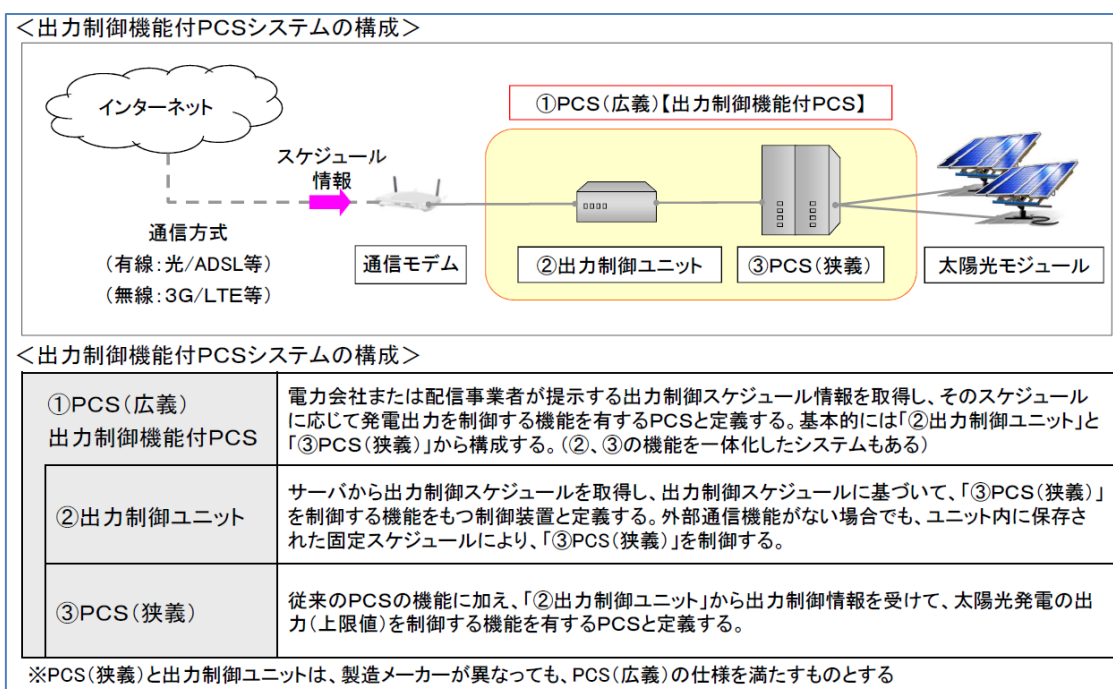 ＜出力制御機能付PCSシステムの構成＞
インターネット
①PCS（広義）【出力制御機能付PCS】
スケジュール
情報
通信方式
（有線：光/ADSL等）
（無線：3G/LTE等）
通信モデム
②出力制御ユニット
③PCS（狭義）
太陽光モジュール
＜出力制御機能付PCSシステムの構成＞
①PCS（広義）
出力制御機能付PCS
電力会社または配信事業者が提示する出力制御スケジュール情報を取得し、そのスケジュール
に応じて発電出力を制御する機能を有するPCSと定義する。基本的には「②出力制御ユニット」と
「③PCS（狭義）」から構成する。（②、③の機能を一体化したシステムもある）
②出力制御ユニット
サーバから出力制御スケジュールを取得し、出力制御スケジュールに基づいて、「③PCS（狭義）」
を制御する機能をもつ制御装置と定義する。外部通信機能がない場合でも、ユニット内に保存さ
れた固定スケジュールにより、「③PCS（狭義）」を制御する。
③PCS（狭義）
従来のPCSの機能に加え、「②出力制御ユニット」から出力制御情報を受けて、太陽光発電の出
力（上限値）を制御する機能を有するPCSと定義する。
※PCS（狭義）と出力制御ユニットは、製造メーカーが異なっても、PCS（広義）の仕様を満たすものとする